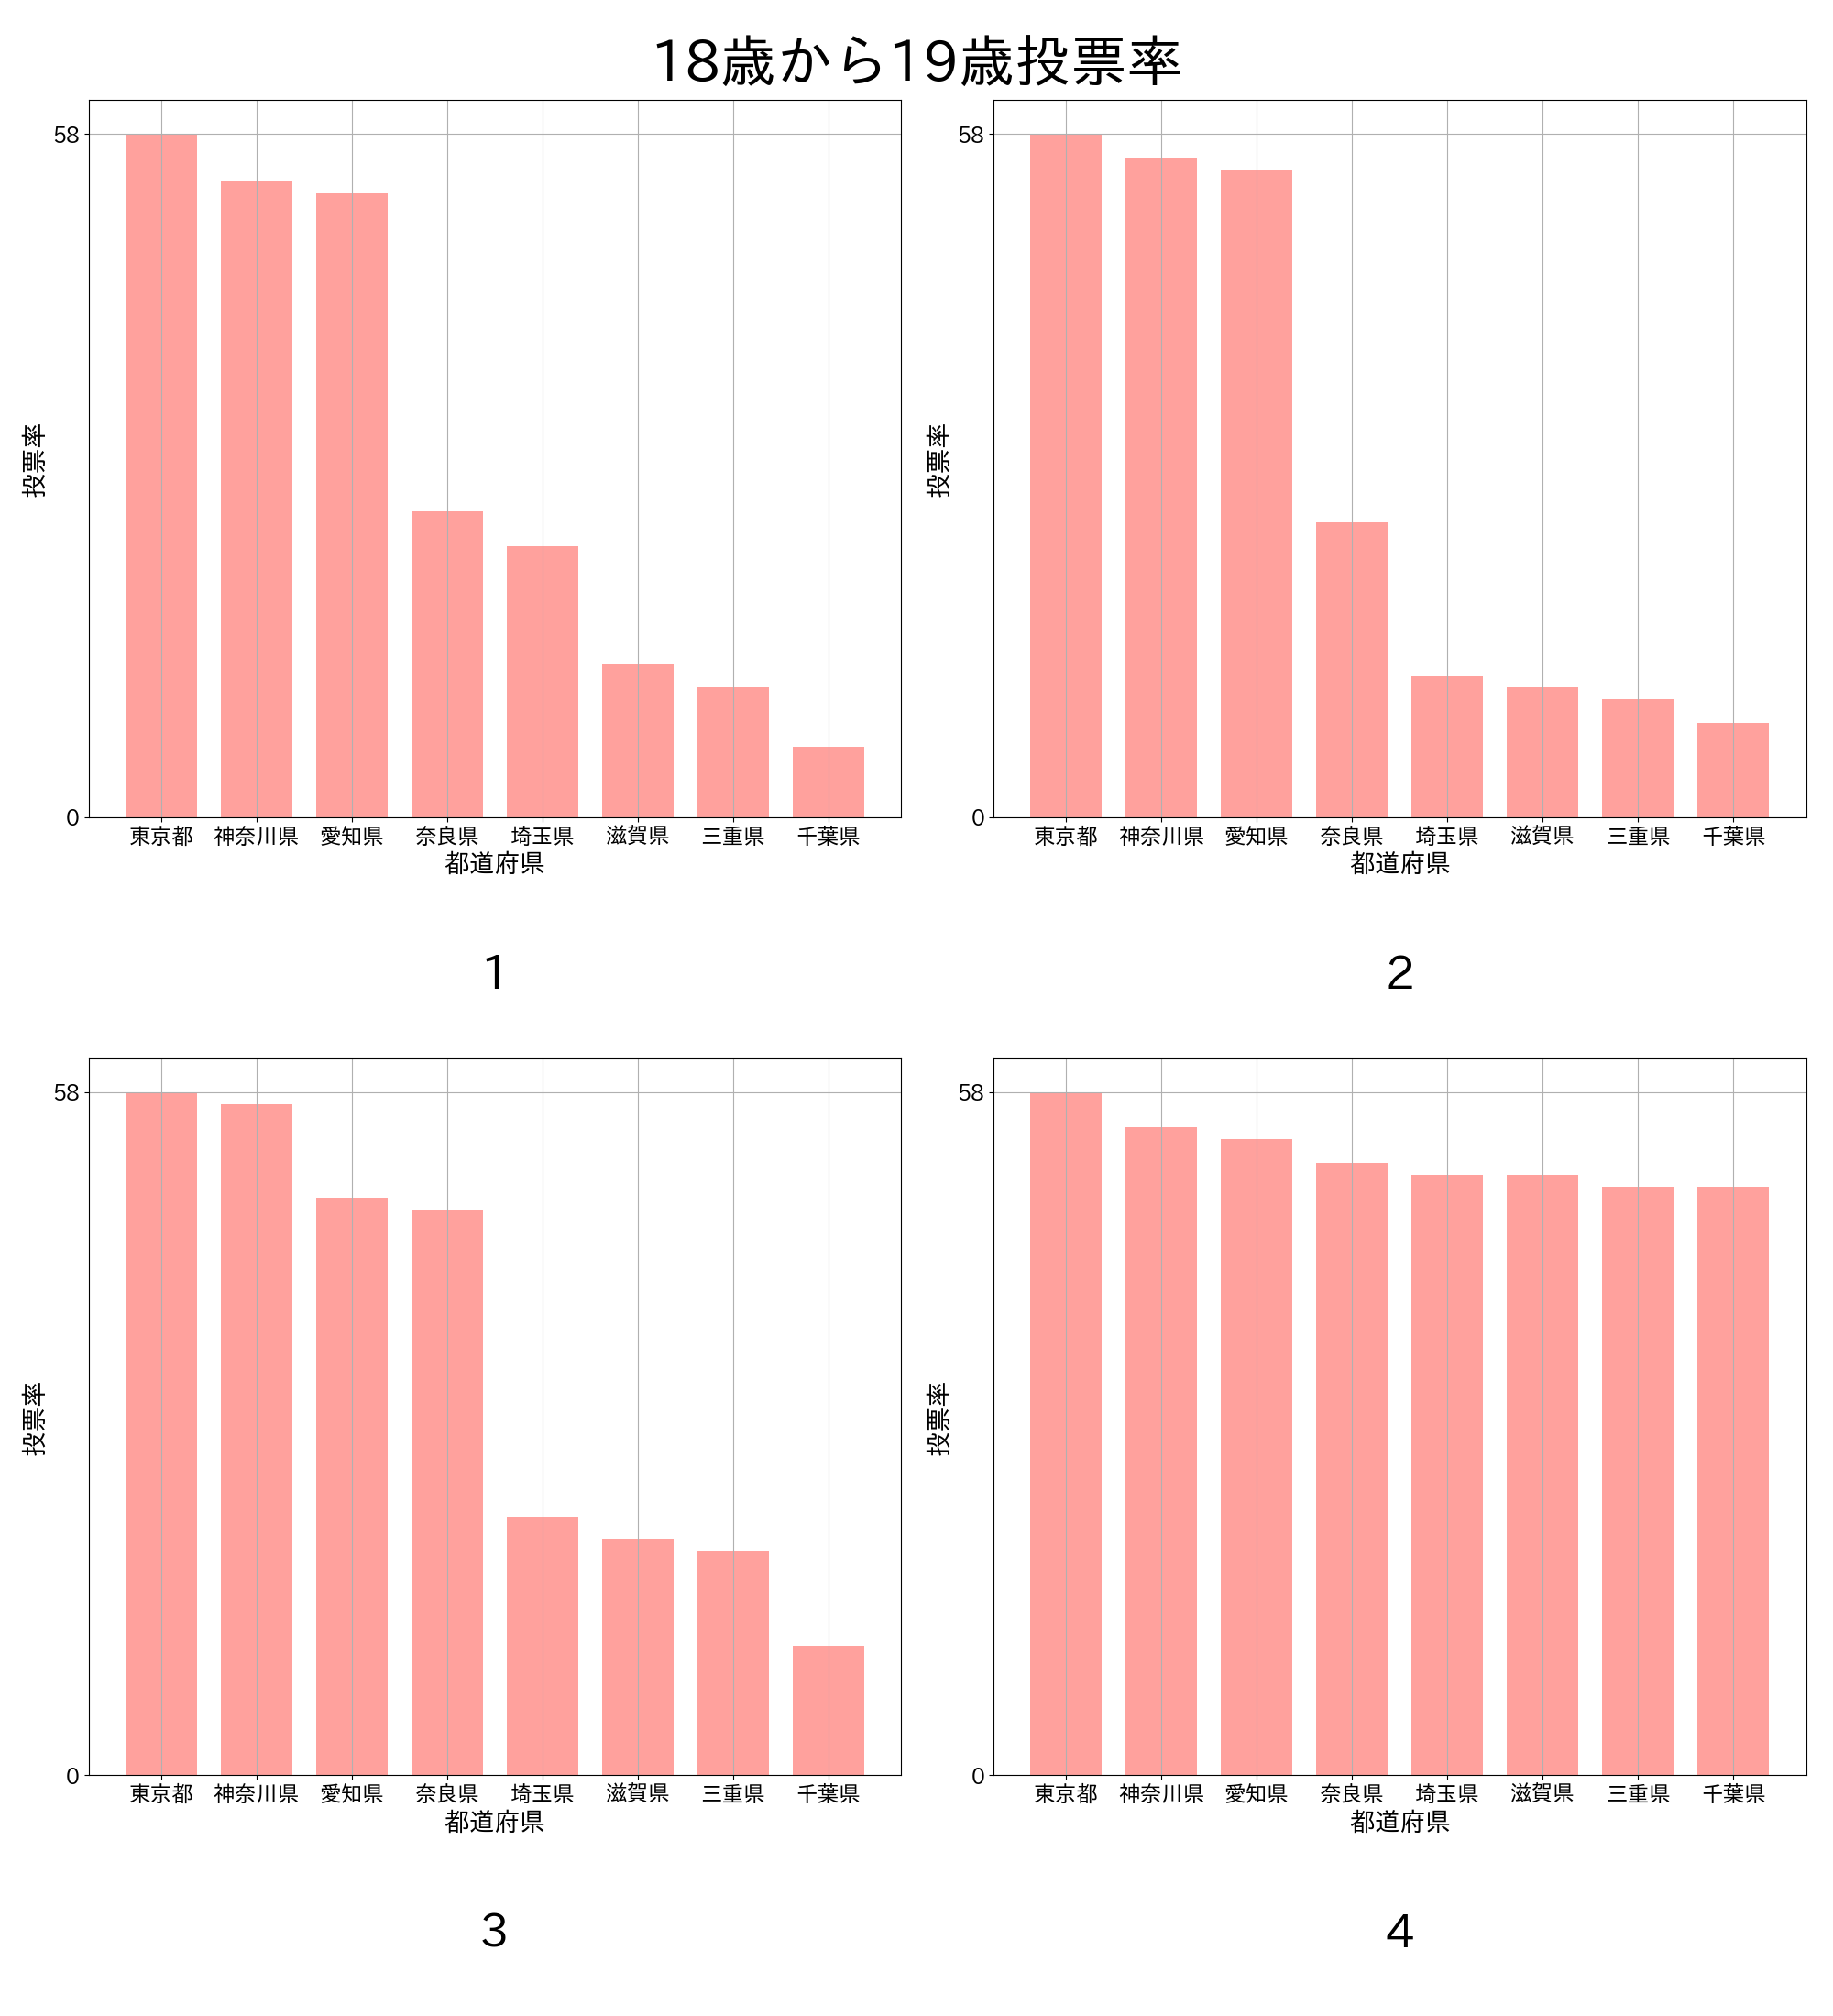 18歳から19歳投票率
58
0
投票率
東京都 神奈川県 愛知県 奈良県 埼玉県 滋賀県 三重県 千葉県
都道府県
1
58
0
投票率
東京都 神奈川県 愛知県 奈良県 埼玉県 滋賀県 三重県 千葉県
都道府県
2
58
0
投票率
東京都 神奈川県 愛知県 奈良県 埼玉県 滋賀県 三重県 千葉県
都道府県
3
58
0
投票率
東京都 神奈川県 愛知県 奈良県 埼玉県 滋賀県 三重県 千葉県
都道府県
4